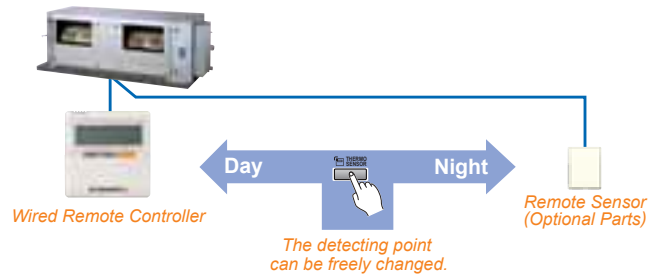 Day
THERMO
SENSOR
Night
Wired Remote Controller
Remote Sensor
(Optional Parts)
The detecting point
can be freely changed.